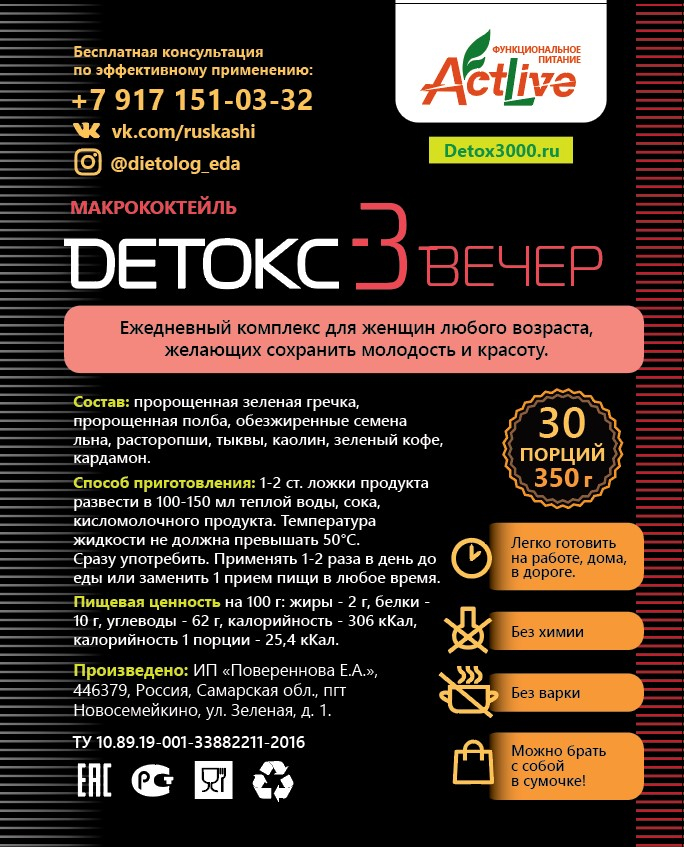 Бесплатная консультация
по эффективному применению:
+7 917 151-03-32
vk.com/ruskashi
@dietolog_eda
ФУНКЦИОНАЛЬНОЕ
ПИТАНИЕ
ActLive
Detox3000.ru
МАКРОКОКТЕЙЛЬ
DЕТОКС-3 ВЕЧЕР
Ежедневный комплекс для женщин любого возраста,
желающих сохранить молодость и красоту.
Состав: пророщенная зеленая гречка,
пророщенная полба, обезжиренные семена
льна, расторопши, тыквы, каолин, зеленый кофе,
кардамон.
Способ приготовления: 1-2 ст. ложки продукта
развести в 100-150 мл теплой воды, сока,
кисломолочного продукта. Температура
жидкости не должна превышать 50°С.
Сразу употребить. Применять 1-2 раза в день до
еды или заменить 1 прием пищи в любое время.
Пищевая ценность на 100 г: жиры - 2 г, белки -
10 г, углеводы - 62 г, калорийность - 306 кКал,
калорийность 1 порции - 25,4 кКал.
Произведено: ИП «Повереннова Е.А.»,
446379, Россия, Самарская обл., пгт
Новосемейкино, ул. Зеленая, д. 1.
ТУ 10.89.19-001-33882211-2016
ЕАС
РСТ
30
ПОРЦИЙ
350 г
Легко готовить
на работе, дома,
в дороге.
Без химии
Без варки
Можно брать
с собой
в сумочке!